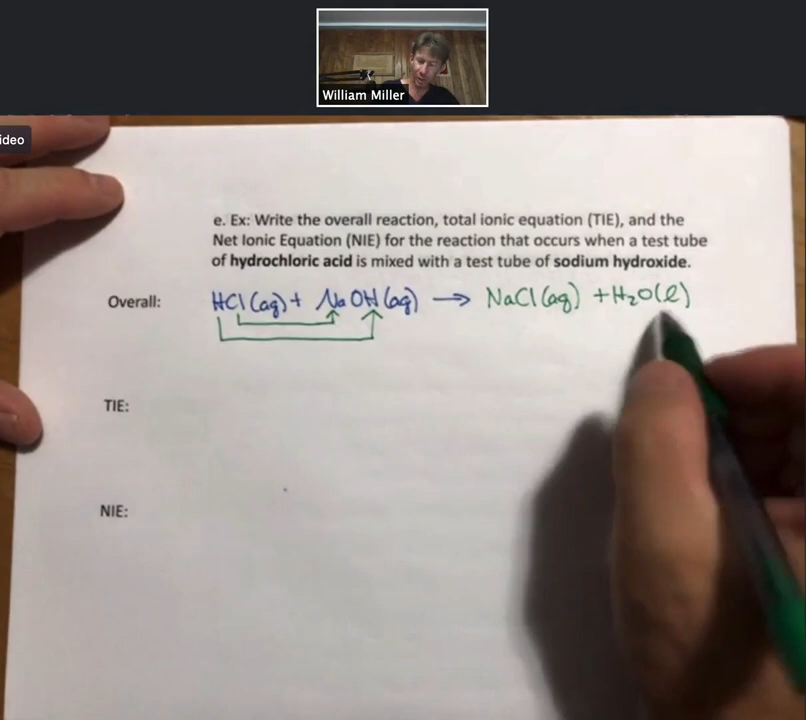 William Miller
ideo
e. Ex: Write the overall reaction, total ionic equation (TIE), and the
Net Ionic Equation (NIE) for the reaction that occurs when a test tube
of hydrochloric acid is mixed with a test tube of sodium hydroxide.
Overall: HCl(aq) + NaOH(aq) → NaCl(aq) + H₂O(l)
TIE:
NIE: